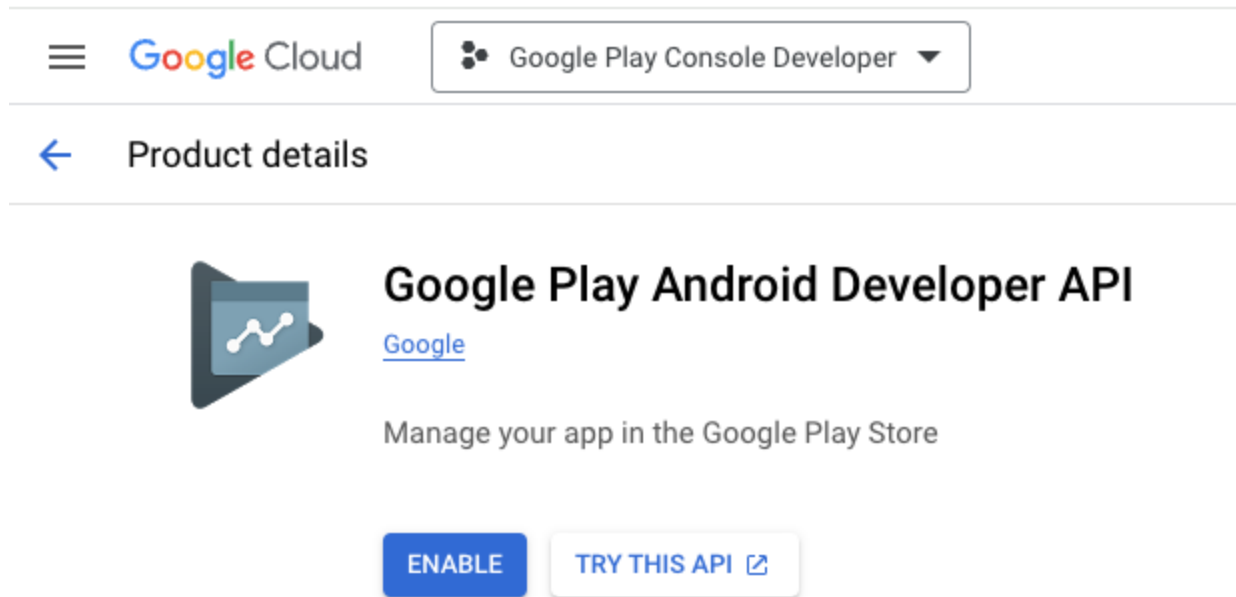 Google Cloud
Google Play Console Developer
Product details
Google Play Android Developer API
Google
Manage your app in the Google Play Store
ENABLE
TRY THIS API